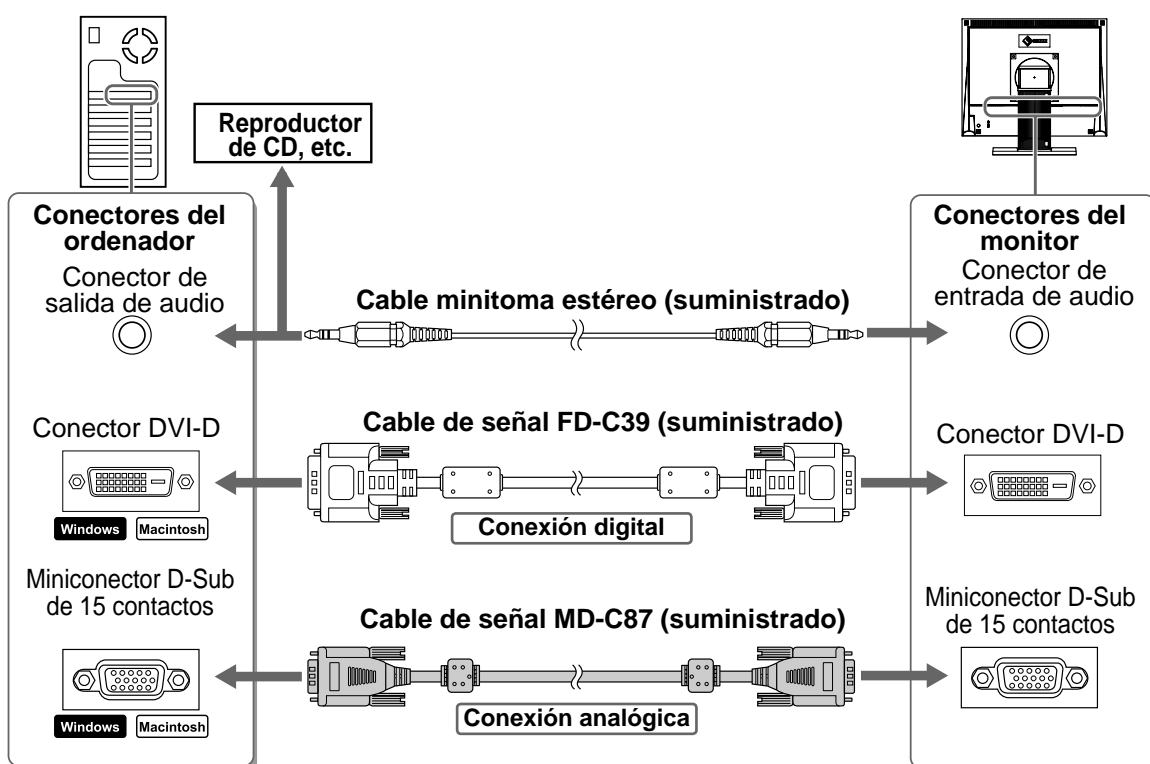 Reproductor
de CD, etc.
Conectores del
ordenador
Conector de
salida de audio
Conectores del
monitor
Conector de
entrada de audio
Cable minitoma estéreo (suministrado)
Conector DVI-D
Cable de señal FD-C39 (suministrado)
Conector DVI-D
Windows Macintosh
Conexión digital
Miniconector D-Sub
de 15 contactos
Cable de señal MD-C87 (suministrado)
Miniconector D-Sub
de 15 contactos
Windows Macintosh
Conexión analógica